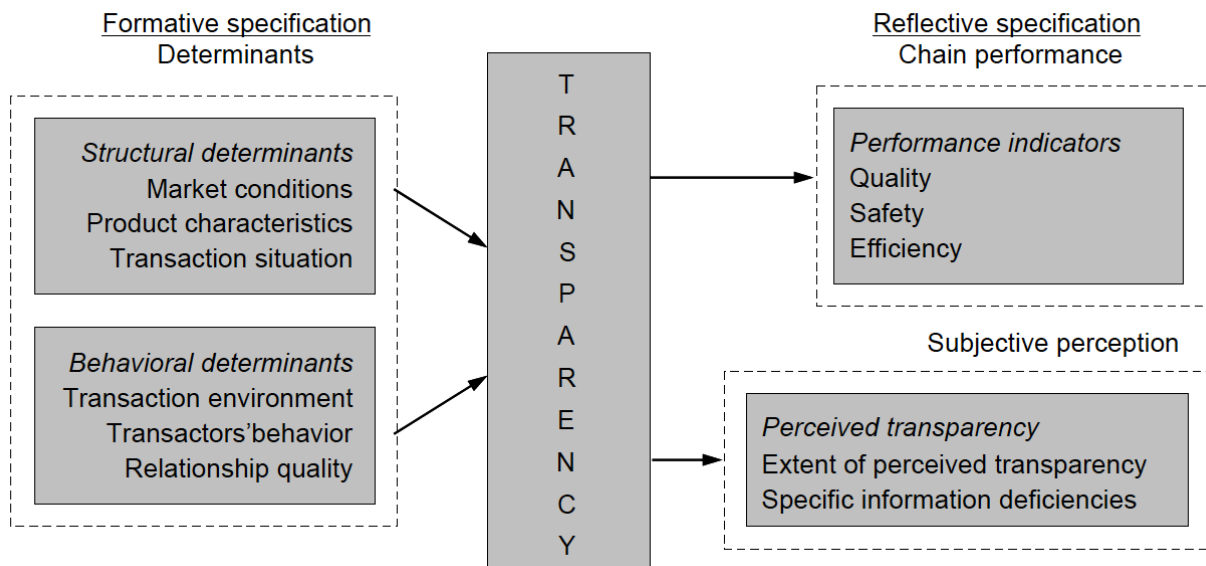 Formative specification
Determinants
Structural determinants
Market conditions
Product characteristics
Transaction situation
Behavioral determinants
Transaction environment
Transactors’behavior
Relationship quality
T
R
A
N
S
P
A
R
E
N
C
Y
Reflective specification
Chain performance
Performance indicators
Quality
Safety
Efficiency
Subjective perception
Perceived transparency
Extent of perceived transparency
Specific information deficiencies